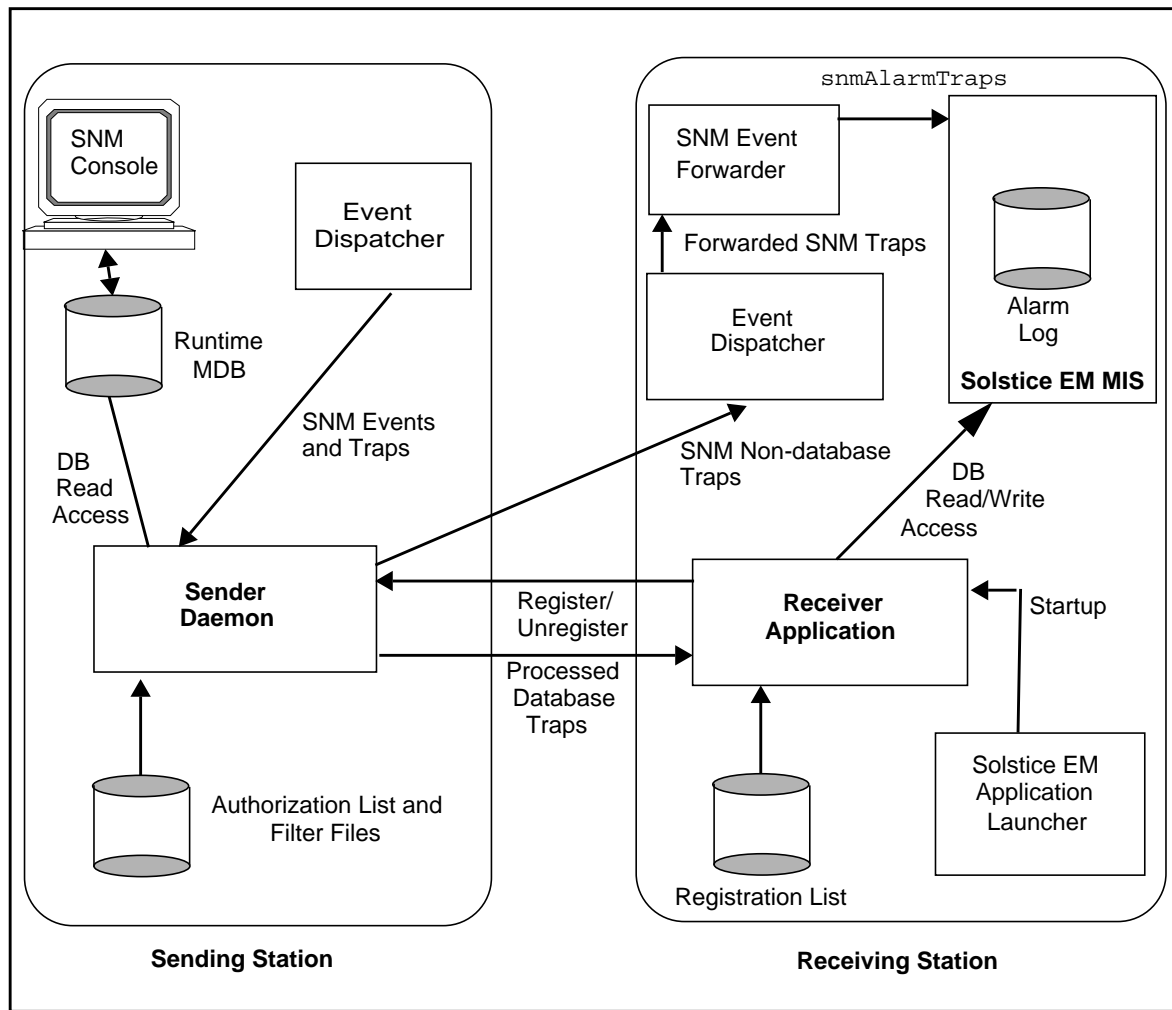 snmAlarmTraps
SNM
Console
Event
Dispatcher
SNM Event
Forwarder
Forwarded SNM Traps
Runtime
MDB
Event
Dispatcher
Alarm
Log
Solstice EM MIS
SNM Events
and Traps
DB
Read
Access
SNM Non-database
Traps
DB
Read/Write
Access
Sender
Daemon
Register/
Unregister
Receiver
Application
Startup
Processed
Database
Traps
Authorization List and
Filter Files
Solstice EM
Application
Launcher
Registration List
Sending Station
Receiving Station